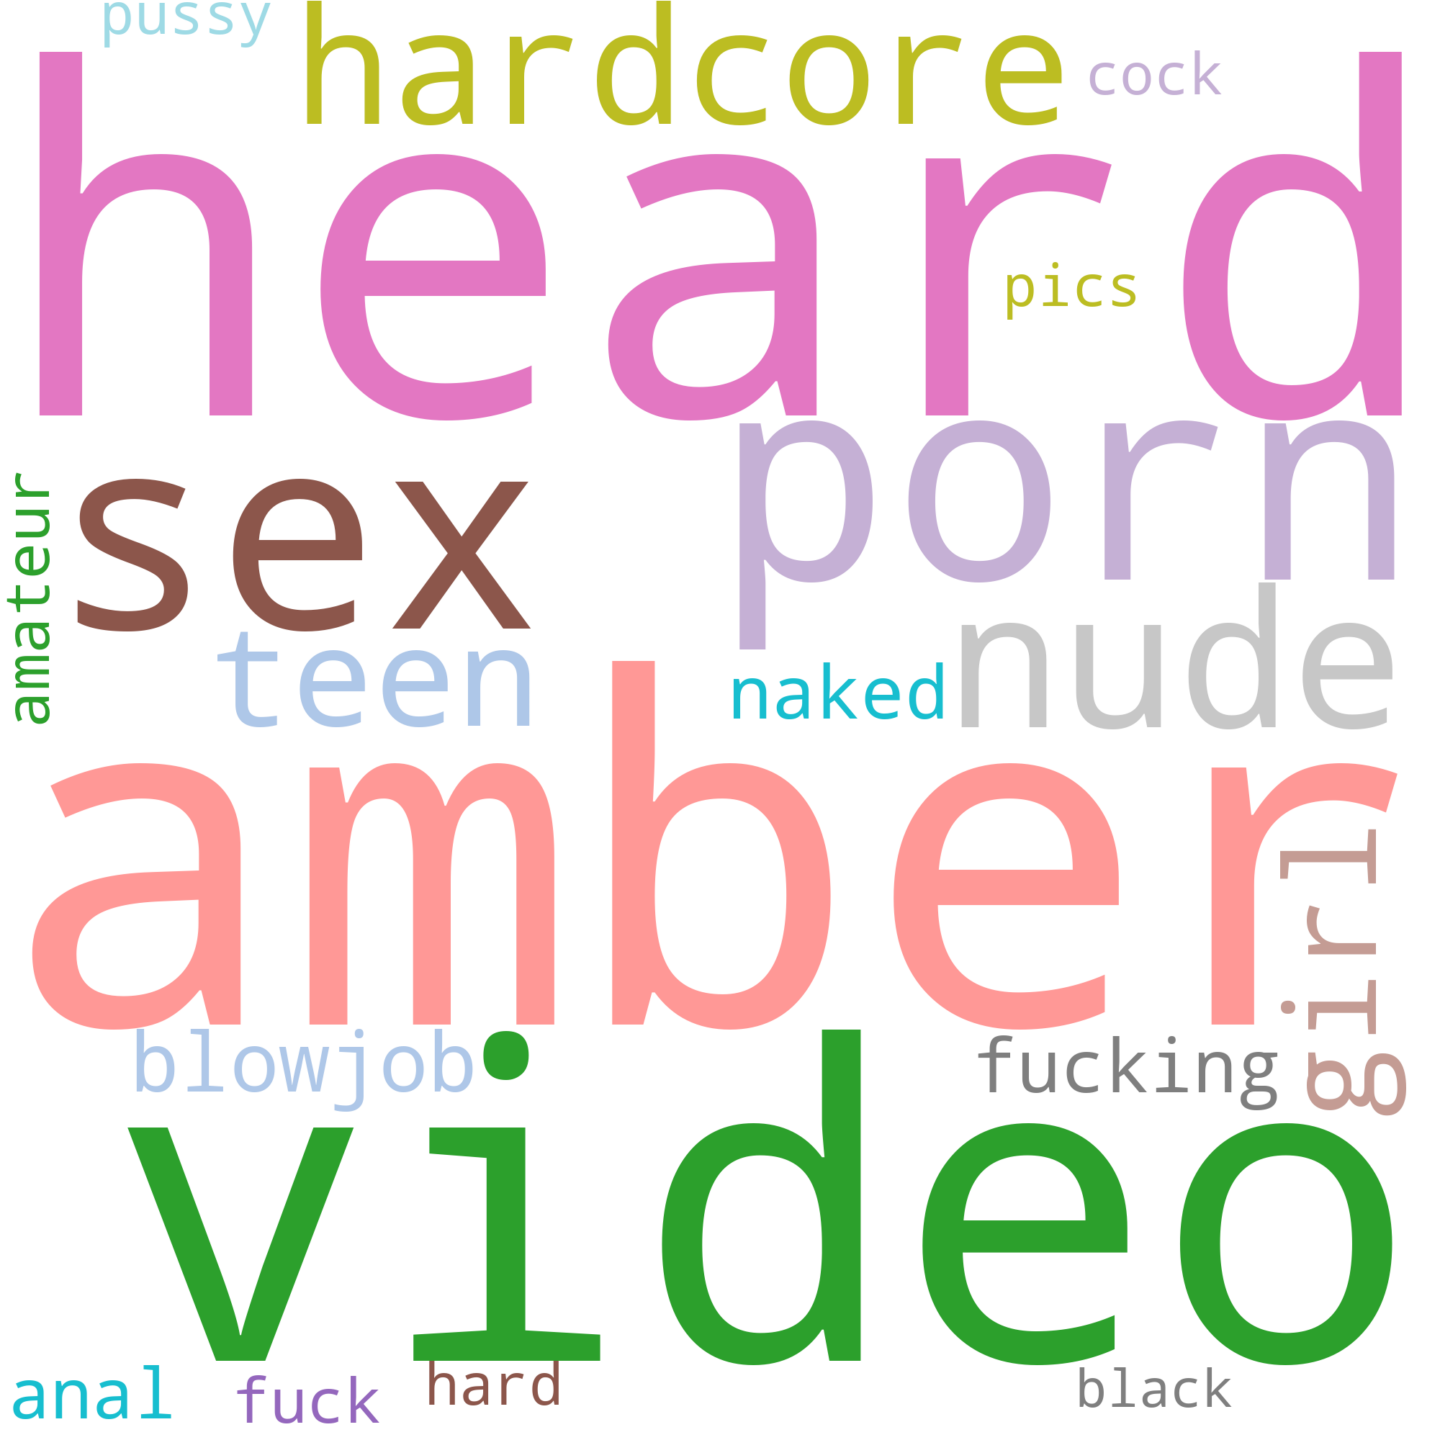 pussy
hardcore
cock
heard
pics
porn
sex
amateur
teen
naked
nude
amber
girl
blowjob
fucking
video
anal
fuck
hard
black